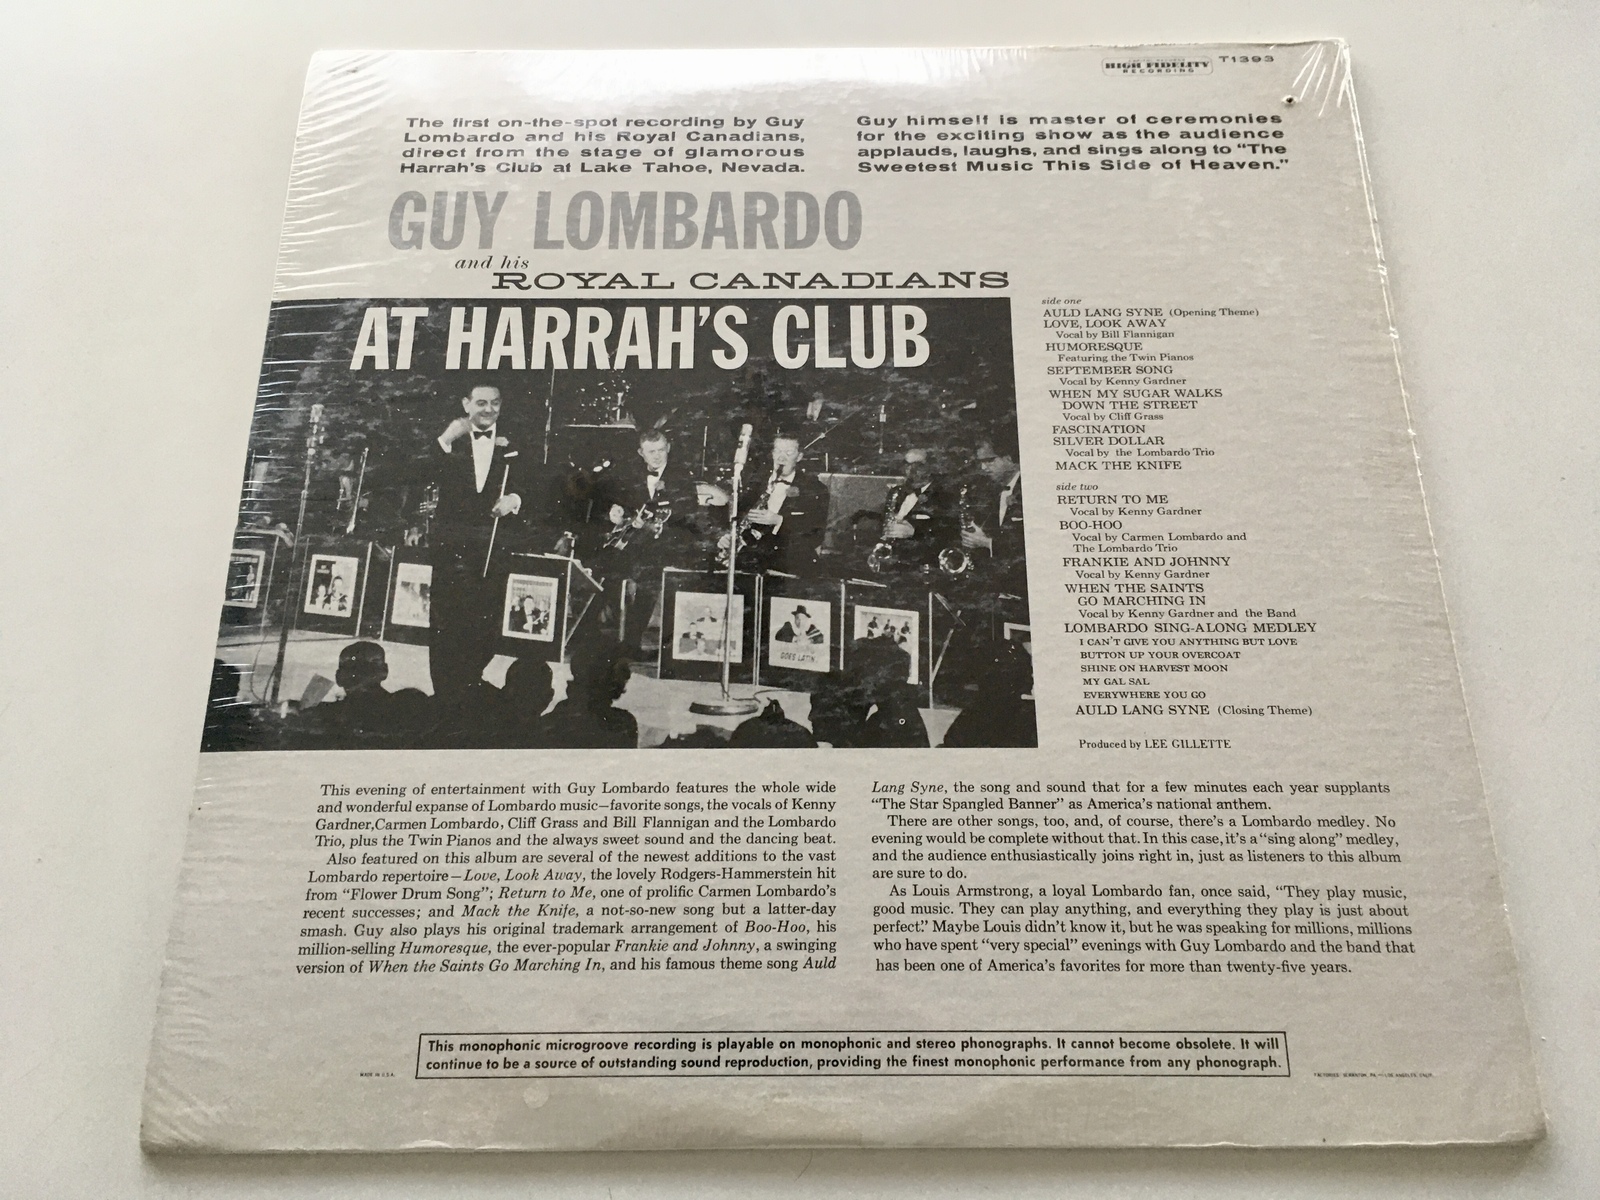 HIGH FIDELITY
RECORDING
T1393
The first on-the-spot recording by Guy
Lombardo and his Royal Canadians,
direct from the stage of glamorous
Harrah's Club at Lake Tahoe, Nevada.
Guy himself is master of ceremonies
for the exciting show as the audience
applauds, laughs, and sings along to "The
Sweetest Music This Side of Heaven."
GUY LOMBARDO
and his
ROYAL CANADIANS
AT HARRAH'S CLUB
GOES LATIN
side one
AULD LANG SYNE (Opening Theme)
LOVE, LOOK AWAY
Vocal by Bill Flannigan
HUMORESQUE
Featuring the Twin Pianos
SEPTEMBER SONG
Vocal by Kenny Gardner
WHEN MY SUGAR WALKS
DOWN THE STREET
Vocal by Cliff Grass
FASCINATION
SILVER DOLLAR
Vocal by the Lombardo Trio
MACK THE KNIFE
side two
RETURN TO ME
Vocal by Kenny Gardner
BOO-HOO
Vocal by Carmen Lombardo and
The Lombardo Trio
FRANKIE AND JOHNNY
Vocal by Kenny Gardner
WHEN THE SAINTS
GO MARCHING IN
Vocal by Kenny Gardner and the Band
LOMBARDO SING-ALONG MEDLEY
I CAN'T GIVE YOU ANYTHING BUT LOVE
BUTTON UP YOUR OVERCOAT
SHINE ON HARVEST MOON
MY GAL SAL
EVERYWHERE YOU GO
AULD LANG SYNE (Closing Theme)
Produced by LEE GILLETTE
This evening of entertainment with Guy Lombardo features the whole wide
and wonderful expanse of Lombardo music—favorite songs, the vocals of Kenny
Gardner, Carmen Lombardo, Cliff Grass and Bill Flannigan and the Lombardo
Trio, plus the Twin Pianos and the always sweet sound and the dancing beat.
Also featured on this album are several of the newest additions to the vast
Lombardo repertoire—Love, Look Away, the lovely Rodgers-Hammerstein hit
from "Flower Drum Song"; Return to Me, one of prolific Carmen Lombardo's
recent successes; and Mack the Knife, a not-so-new song but a latter-day
smash. Guy also plays his original trademark arrangement of Boo-Hoo, his
million-selling Humoresque, the ever-popular Frankie and Johnny, a swinging
version of When the Saints Go Marching In, and his famous theme song Auld
Lang Syne, the song and sound that for a few minutes each year supplants
"The Star Spangled Banner" as America's national anthem.
There are other songs, too, and, of course, there's a Lombardo medley. No
evening would be complete without that. In this case, it's a "sing along" medley,
and the audience enthusiastically joins right in, just as listeners to this album
are sure to do.
As Louis Armstrong, a loyal Lombardo fan, once said, "They play music,
good music. They can play anything, and everything they play is just about
perfect." Maybe Louis didn't know it, but he was speaking for millions, millions
who have spent "very special" evenings with Guy Lombardo and the band that
has been one of America's favorites for more than twenty-five years.
This monophonic microgroove recording is playable on monophonic and stereo phonographs. It cannot become obsolete. It will
continue to be a source of outstanding sound reproduction, providing the finest monophonic performance from any phonograph.
MADE IN U.S.A.
FACTORIES: SCRANTON, PA.—LOS ANGELES, CALIF.